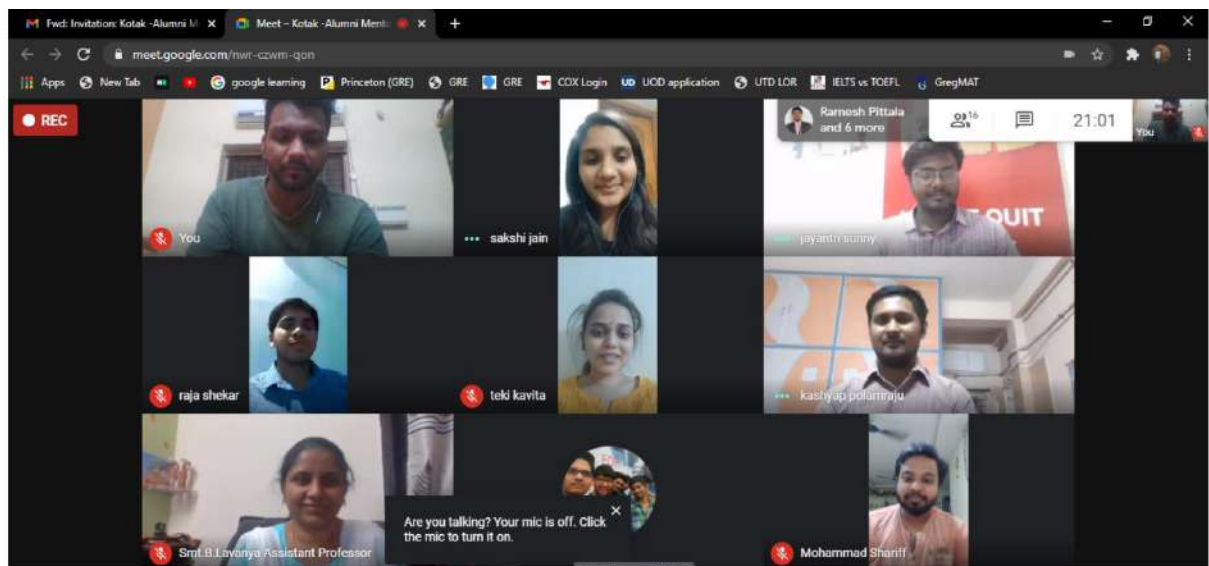 Fwd: Invitation: Kotak -Alumni M
Meet – Kotak -Alumni Ment
meet.google.com/nwr-czwm-qon
Apps New Tab google learning Princeton (GRE) GRE GRE COX Login UD UOD application UTD LOR IELTS vs TOEFL GregMAT
REC
Ramesh Pittala
and 6 more
16
21:01
You
QUIT
You
sakshi jain
jayanth sunny
raja shekar
teki kavita
kashyap polamraju
Are you talking? Your mic is off. Click
the mic to turn it on.
Smt.B.Lavanya Assistant Professor
Mohammad Shariff